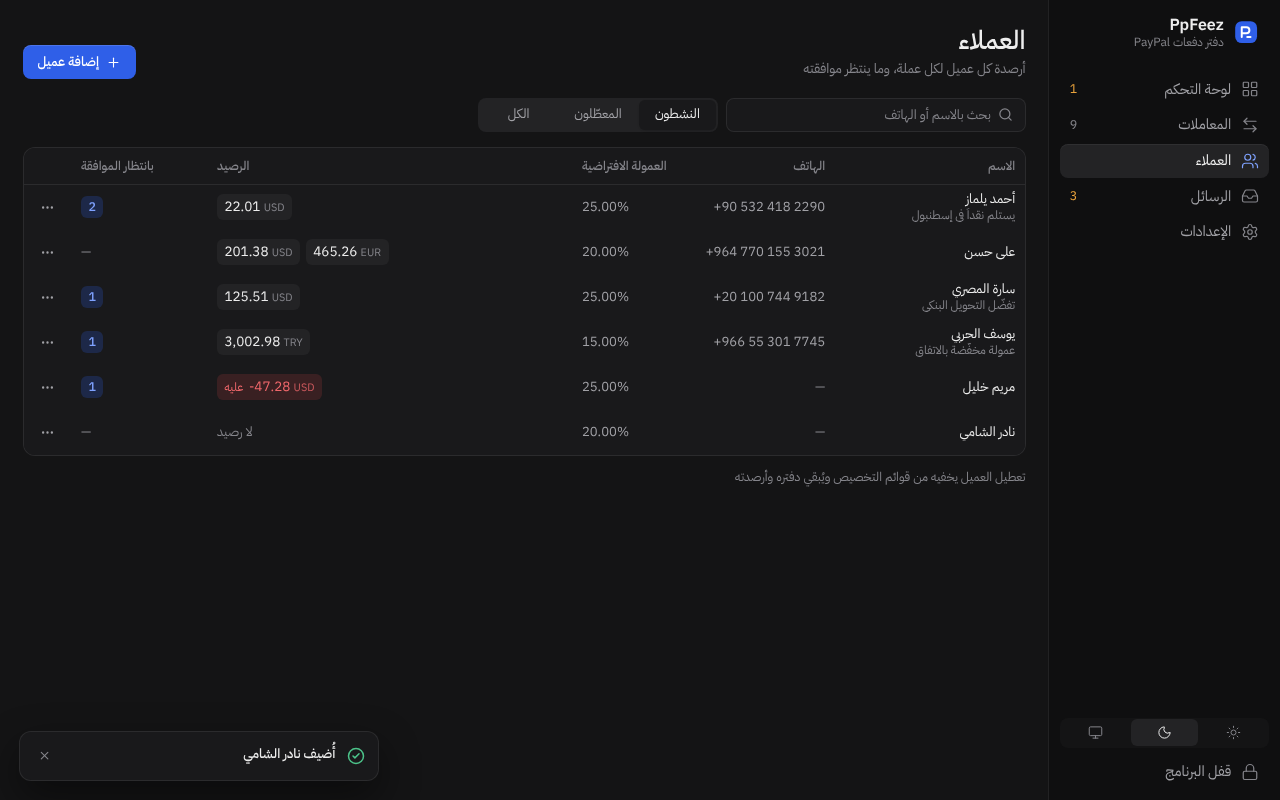 PpFeez
دفتر دفعات PayPal
لوحة التحكم 1
المعاملات 9
العملاء
الرسائل 3
الإعدادات
قفل البرنامج
العملاء
أرصدة كل عميل لكل عملة، وما ينتظر موافقته
إضافة عميل
بحث بالاسم أو الهاتف
النشطون المعطّلون الكل
الاسم الهاتف العمولة الافتراضية الرصيد بانتظار الموافقة
أحمد يلماز +90 532 418 2290 25.00% 22.01 USD 2
يستلم نقداً في إسطنبول
علي حسن +964 770 155 3021 20.00% 465.26 EUR 201.38 USD —
سارة المصري +20 100 744 9182 25.00% 125.51 USD 1
تفضّل التحويل البنكي
يوسف الحربي +966 55 301 7745 15.00% 3,002.98 TRY 1
عمولة مخفّضة بالاتفاق
مريم خليل — 25.00% -47.28 USD عليه 1
نادر الشامي — 20.00% لا رصيد —
تعطيل العميل يخفيه من قوائم التخصيص ويُبقي دفتره وأرصدته
أُضيف نادر الشامي